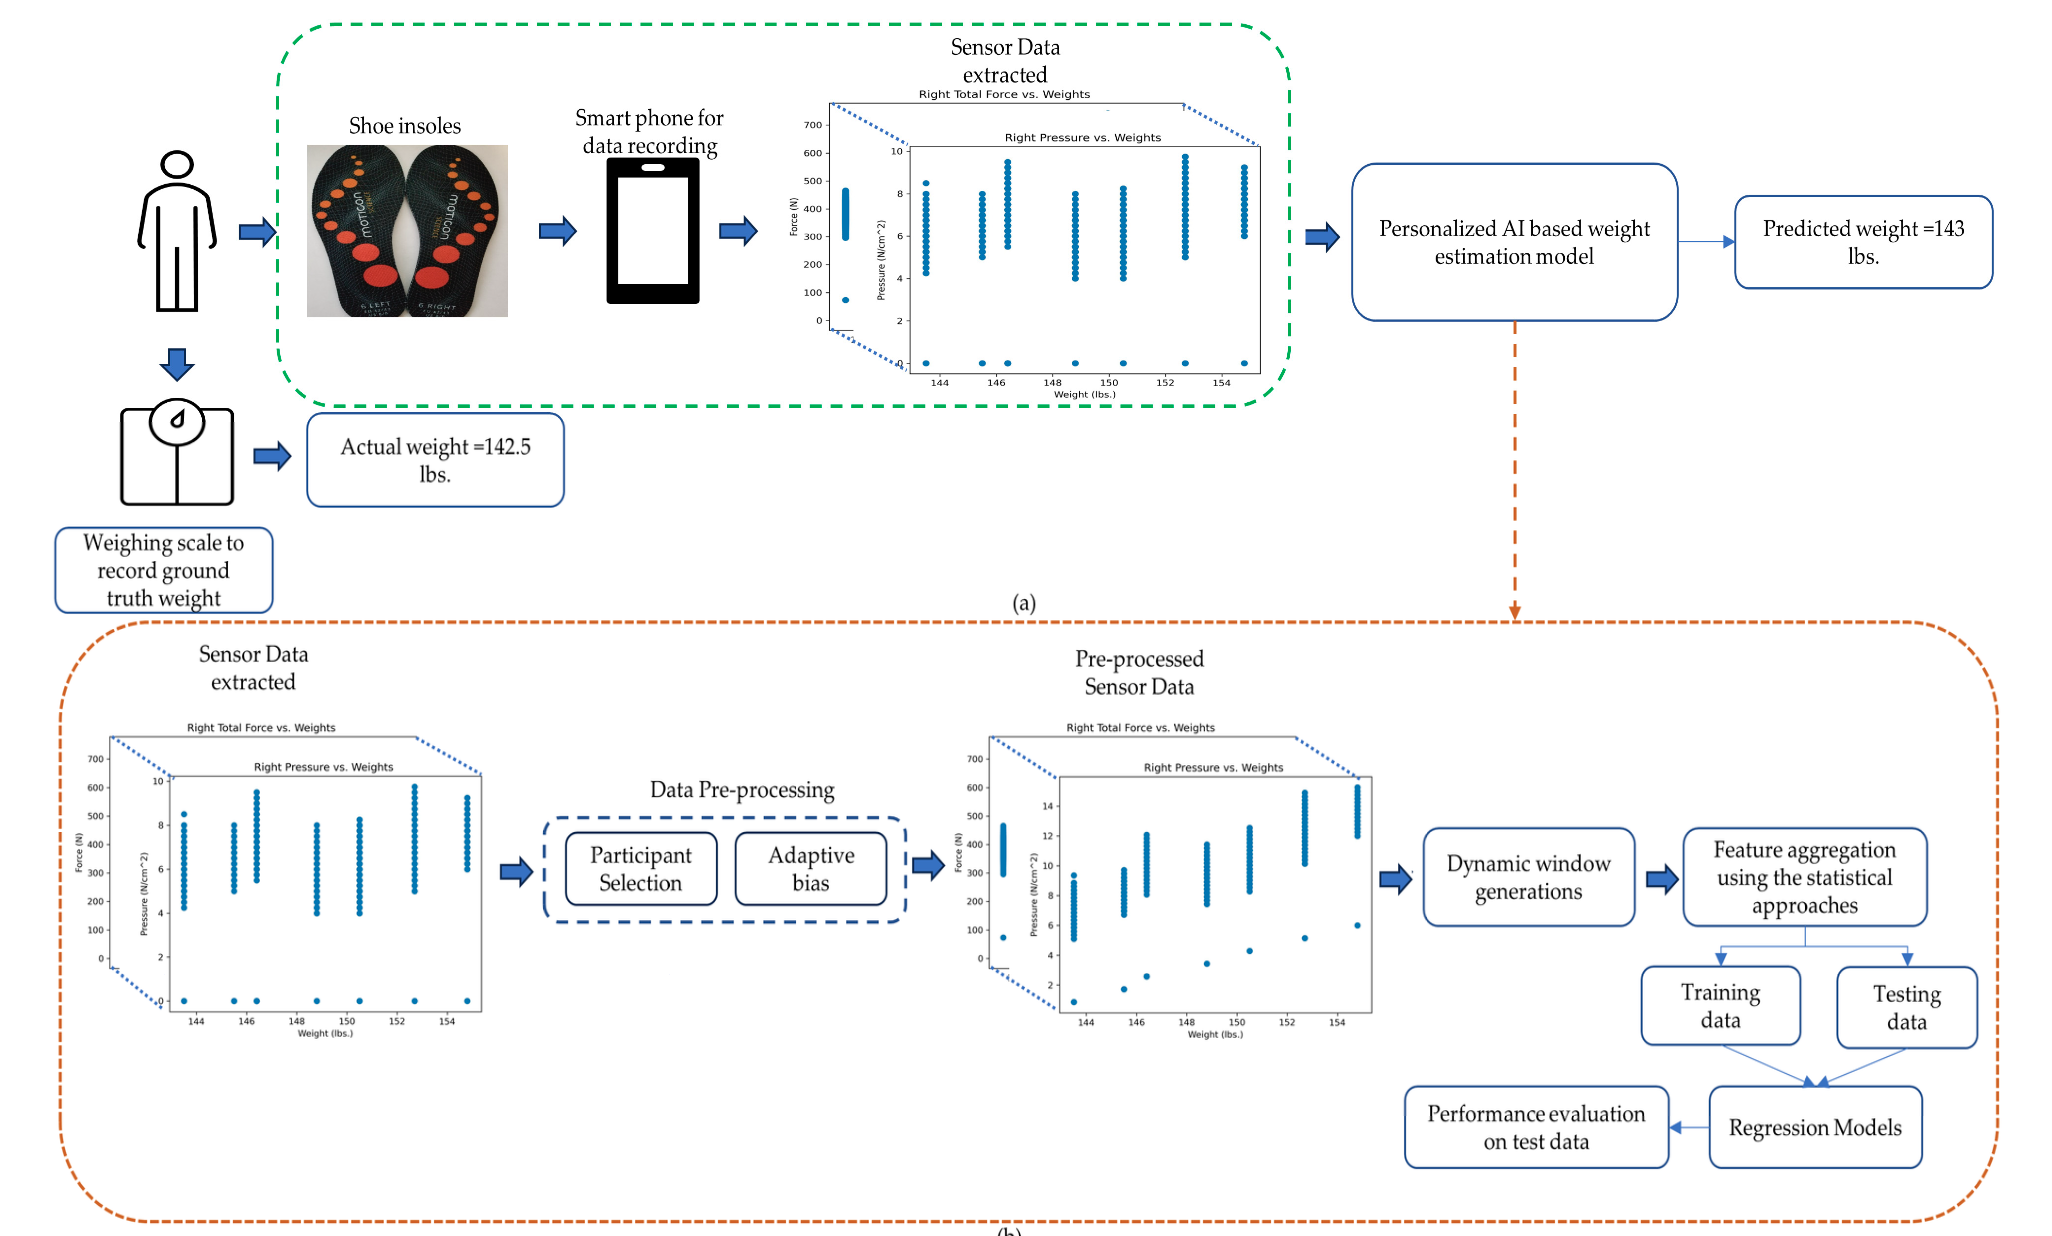 Sensor Data
extracted
Right Total Force vs. Weights
Shoe insoles
Smart phone for
data recording
moticon
SCIENCE
moticon
SCIENCE
6 LEFT
6 RIGHT
Force (N)
700
600
500
400
300
200
100
0
Right Pressure vs. Weights
Pressure (N/cm^2)
10
8
6
4
2
0
144
146
148
150
152
154
Weight (lbs.)
Personalized AI based weight
estimation model
Predicted weight =143
lbs.
Actual weight =142.5
lbs.
Weighing scale to
record ground
truth weight
(a)
Sensor Data
extracted
Right Total Force vs. Weights
Force (N)
700
600
500
400
300
200
100
0
Right Pressure vs. Weights
Pressure (N/cm^2)
10
8
6
4
2
0
144
146
148
150
152
154
Weight (lbs.)
Data Pre-processing
Participant
Selection
Adaptive
bias
Pre-processed
Sensor Data
Right Total Force vs. Weights
Force (N)
700
600
500
400
300
200
100
0
Right Pressure vs. Weights
Pressure (N/cm^2)
14
12
10
8
6
4
2
144
146
148
150
152
154
Weight (lbs.)
Dynamic window
generations
Feature aggregation
using the statistical
approaches
Training
data
Testing
data
Regression Models
Performance evaluation
on test data
(b)